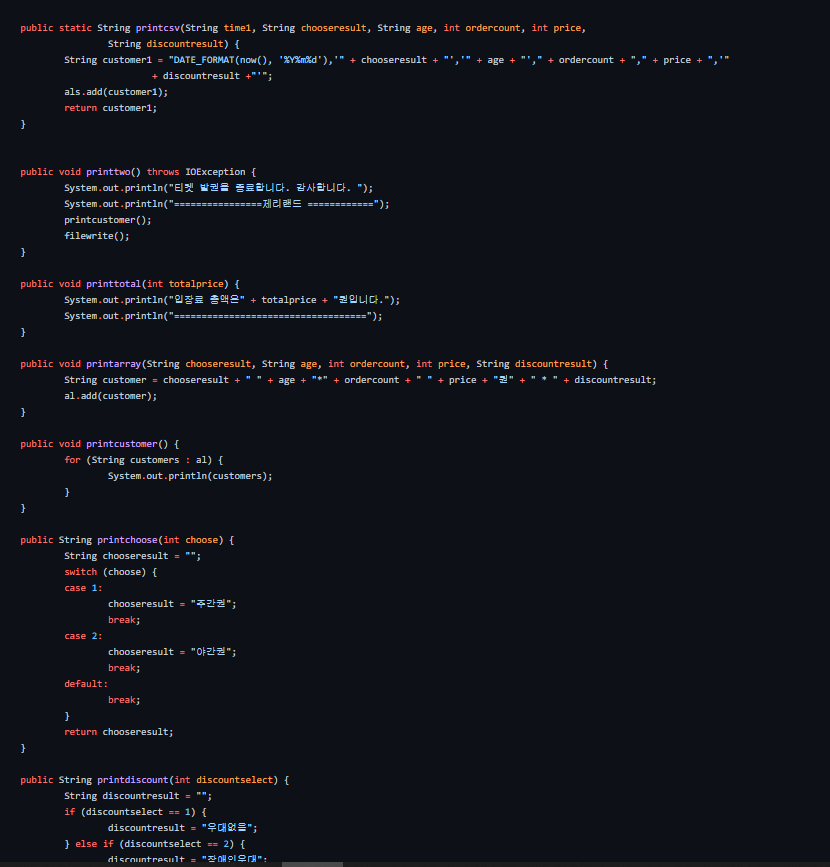 public static String printcsv(String time1, String chooseresult, String age, int ordercount, int price,
String discountresult) {
String customer1 = "DATE_FORMAT(now(), '%Y%m%d'),'" + chooseresult + "','" + age + "'," + ordercount + "," + price + ",'"
+ discountresult +"'";
als.add(customer1);
return customer1;
}
public void printtwo() throws IOException {
System.out.println("티켓 발권을 종료합니다. 감사합니다. ");
System.out.println("================제리랜드 ============");
printcustomer();
filewrite();
}
public void printtotal(int totalprice) {
System.out.println("입장료 총액은" + totalprice + "원입니다.");
System.out.println("===================================");
}
public void printarray(String chooseresult, String age, int ordercount, int price, String discountresult) {
String customer = chooseresult + " " + age + "*" + ordercount + " " + price + "원" + " * " + discountresult;
al.add(customer);
}
public void printcustomer() {
for (String customers : al) {
System.out.println(customers);
}
}
public String printchoose(int choose) {
String chooseresult = "";
switch (choose) {
case 1:
chooseresult = "주간권";
break;
case 2:
chooseresult = "야간권";
break;
default:
break;
}
return chooseresult;
}
public String printdiscount(int discountselect) {
String discountresult = "";
if (discountselect == 1) {
discountresult = "우대없음";
} else if (discountselect == 2) {
discountresult = "장애인우대";